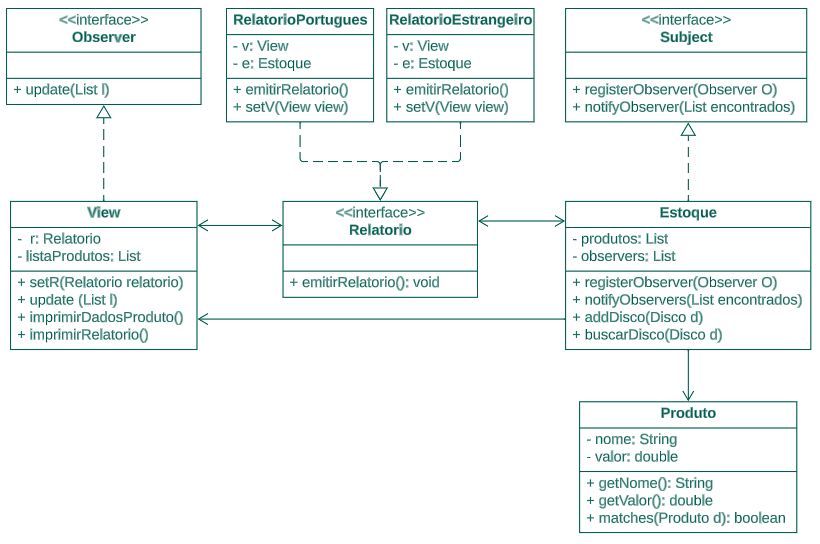 <<interface>>
Observer
+ update(List l)
RelatorioPortugues
- v: View
- e: Estoque
+ emitirRelatorio()
+ setV(View view)
RelatorioEstrangeiro
- v: View
- e: Estoque
+ emitirRelatorio()
+ setV(View view)
<<interface>>
Subject
+ registerObserver(Observer O)
+ notifyObserver(List encontrados)
View
- r: Relatorio
- listaProdutos: List
+ setR(Relatorio relatorio)
+ update (List l)
+ imprimirDadosProduto()
+ imprimirRelatorio()
<<interface>>
Relatorio
+ emitirRelatorio(): void
Estoque
- produtos: List
- observers: List
+ registerObserver(Observer O)
+ notifyObservers(List encontrados)
+ addDisco(Disco d)
+ buscarDisco(Disco d)
Produto
- nome: String
- valor: double
+ getNome(): String
+ getValor(): double
+ matches(Produto d): boolean